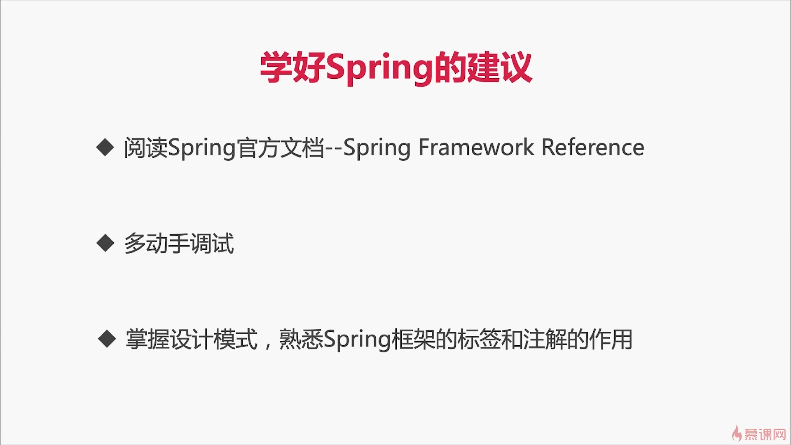 学好Spring的建议
◆ 阅读Spring官方文档--Spring Framework Reference
◆ 多动手调试
◆ 掌握设计模式，熟悉Spring框架的标签和注解的作用
慕课网